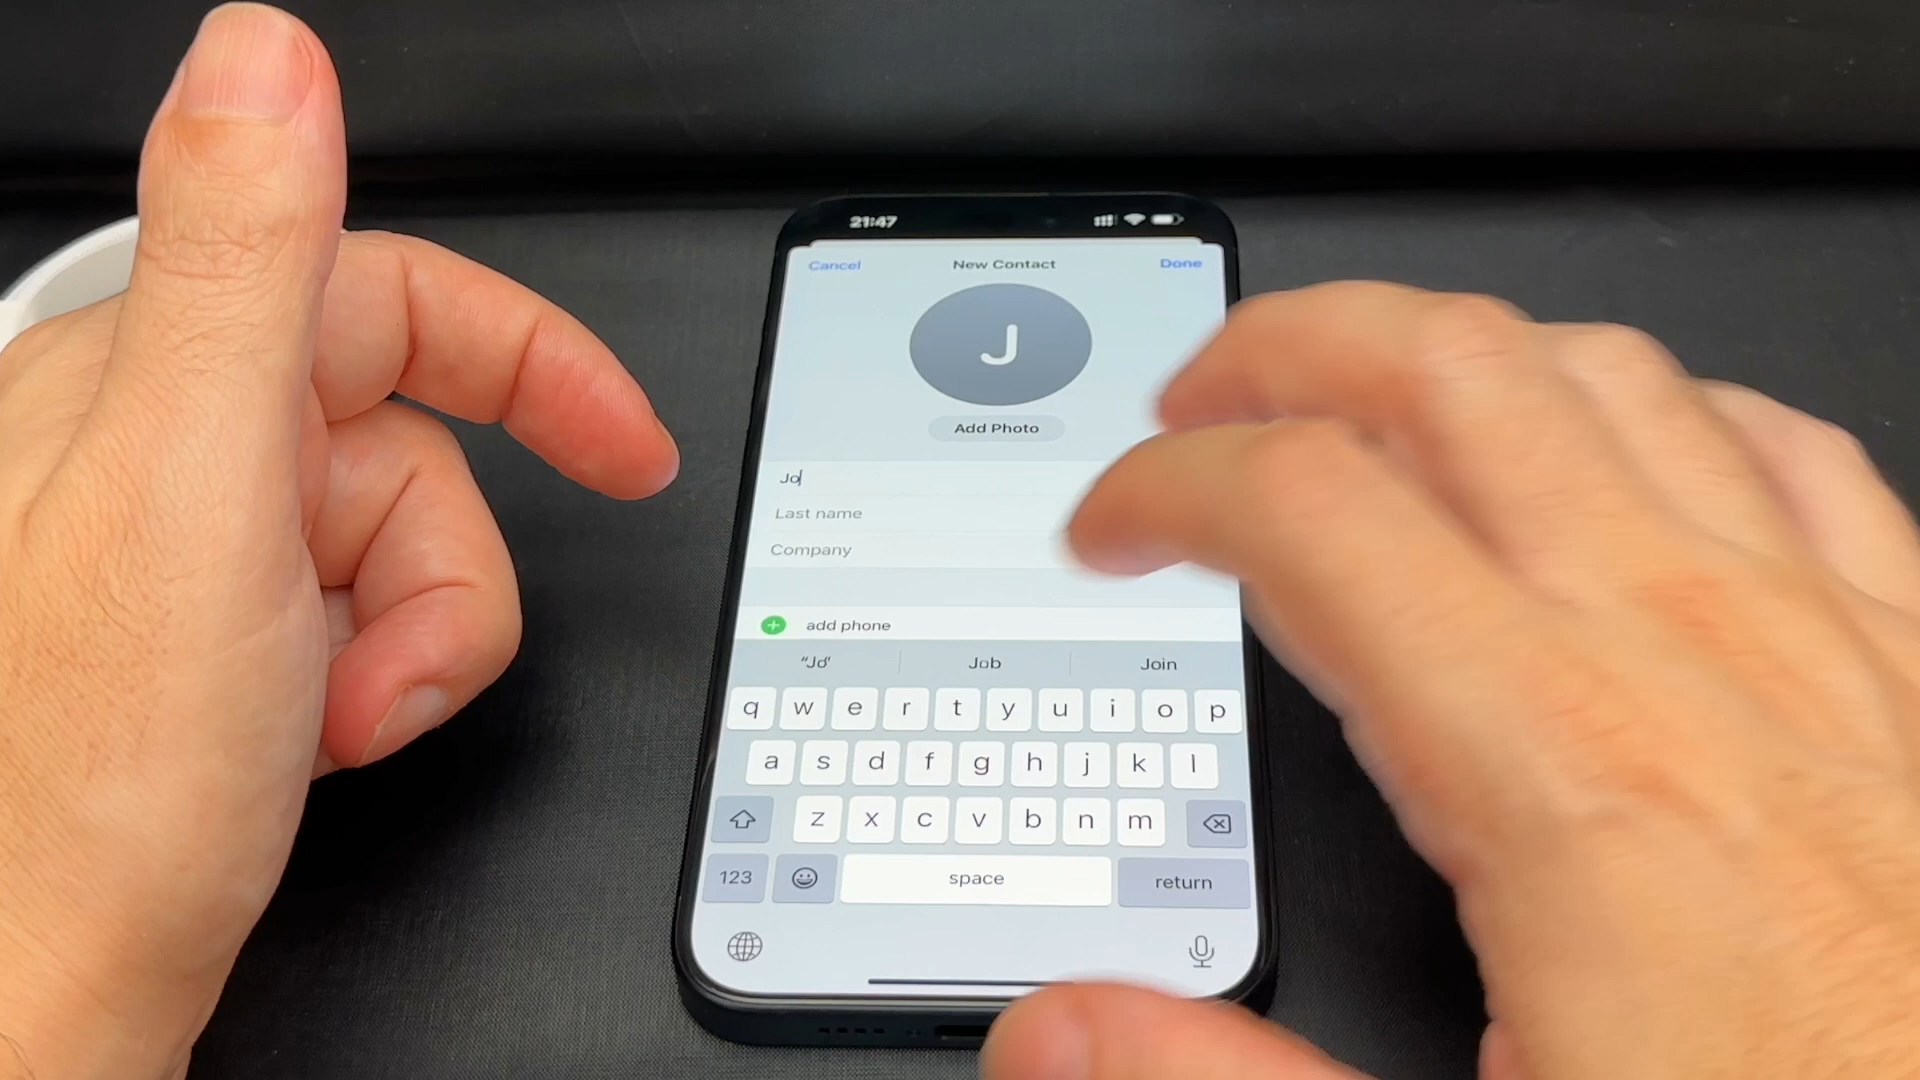 21:47
Cancel New Contact Done
J
Add Photo
Jo
Last name
Company
add phone
"Jo" Job Join
q w e r t y u i o p
a s d f g h j k l
z x c v b n m
123 space return